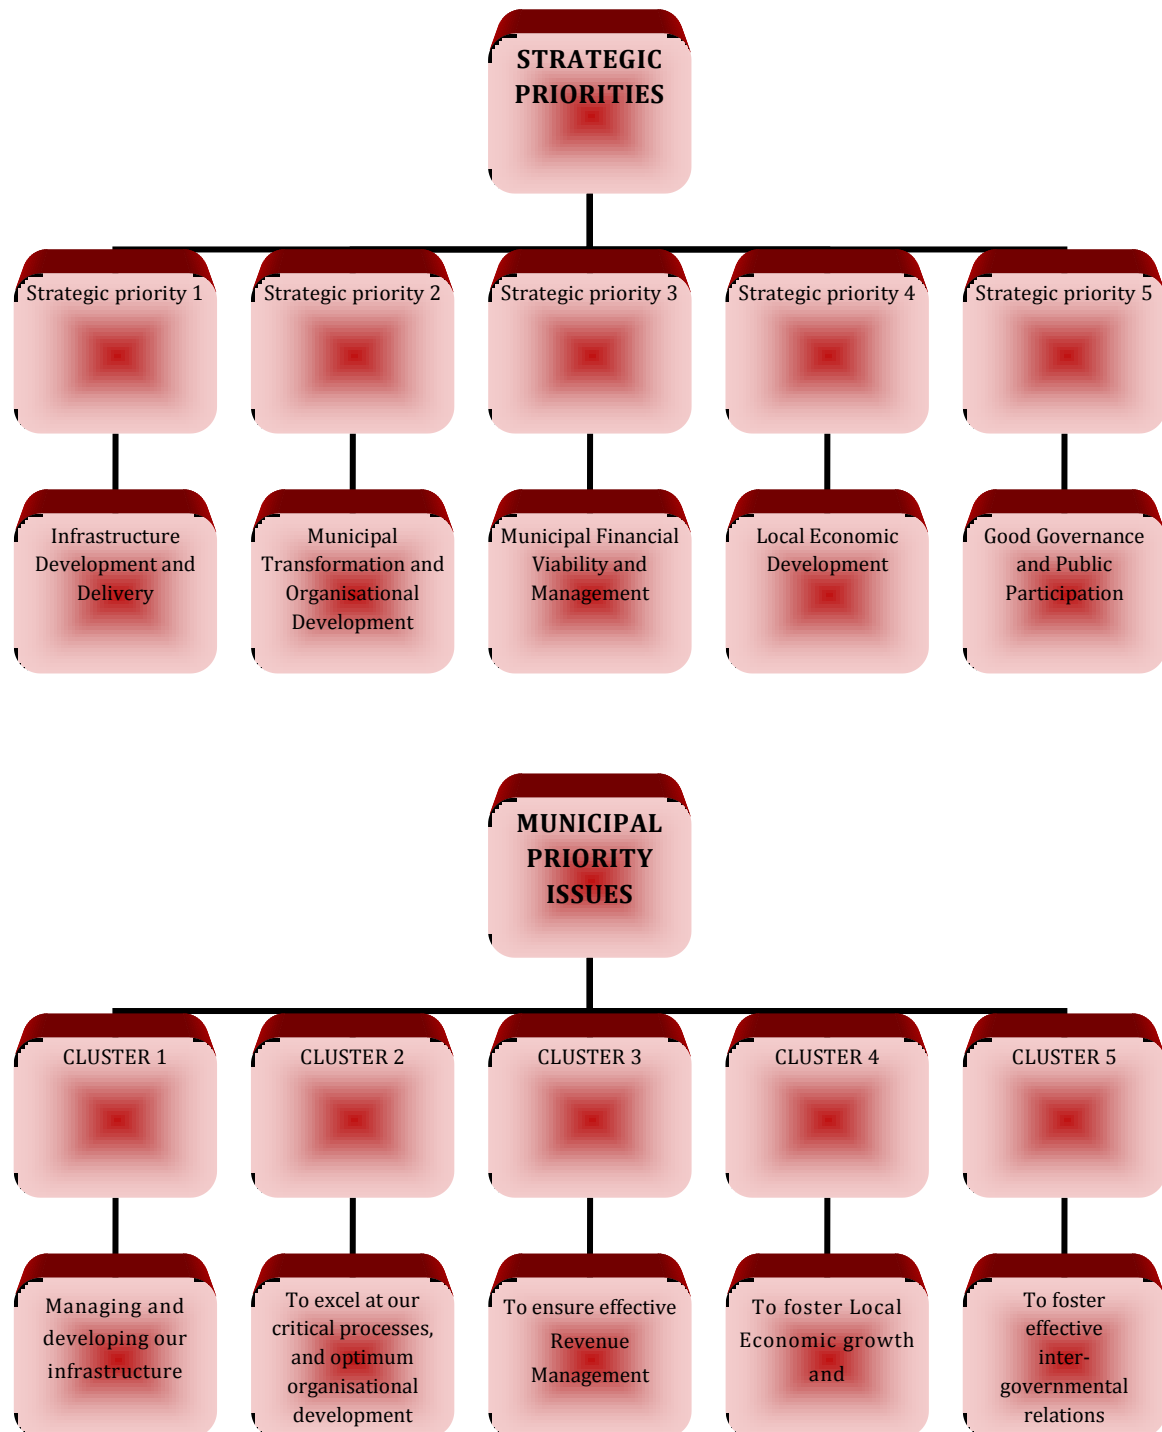 STRATEGIC
PRIORITIES
Strategic priority 1
Strategic priority 2
Strategic priority 3
Strategic priority 4
Strategic priority 5
Infrastructure
Development and
Delivery
Municipal
Transformation and
Organisational
Development
Municipal Financial
Viability and
Management
Local Economic
Development
Good Governance
and Public
Participation
MUNICIPAL
PRIORITY
ISSUES
CLUSTER 1
CLUSTER 2
CLUSTER 3
CLUSTER 4
CLUSTER 5
Managing and
developing our
infrastructure
To excel at our
critical processes,
and optimum
organisational
development
To ensure effective
Revenue
Management
To foster Local
Economic growth
and
To foster
effective
inter-
governmental
relations